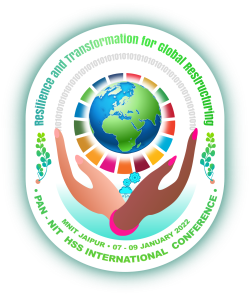 Resilience and Transformation for Global Restructuring
MNIT JAIPUR • 07 - 09 JANUARY 2022
• PAN - NIT HSS INTERNATIONAL CONFERENCE •